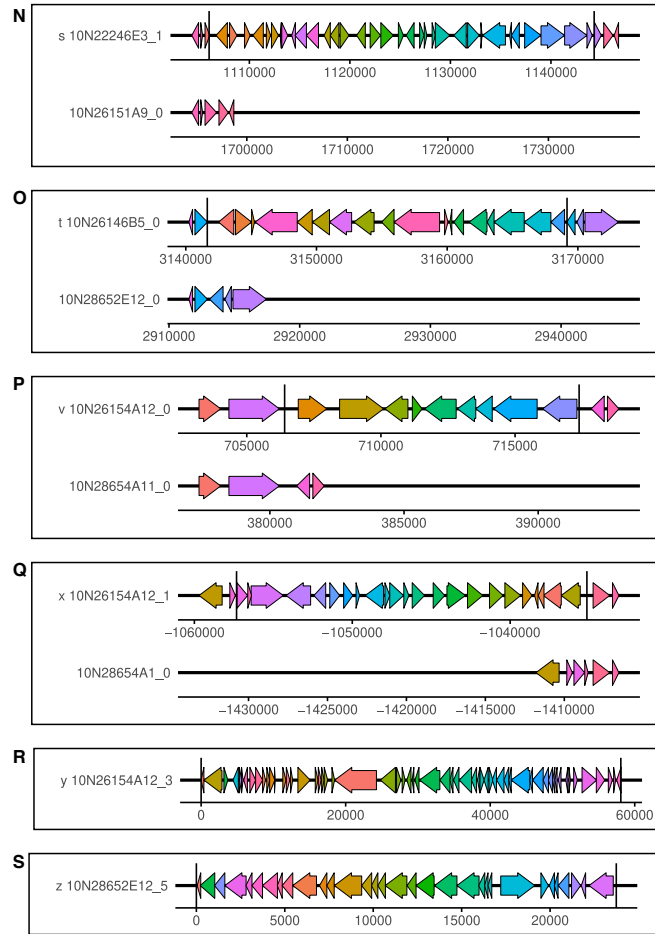 N
s 10N22246E3_1
1110000 1120000 1130000 1140000
10N26151A9_0
1700000 1710000 1720000 1730000
O
t 10N26146B5_0
3140000 3150000 3160000 3170000
10N28652E12_0
2910000 2920000 2930000 2940000
P
v 10N26154A12_0
705000 710000 715000
10N28654A11_0
380000 385000 390000
Q
x 10N26154A12_1
−1060000 −1050000 −1040000
10N28654A1_0
−1430000 −1425000 −1420000 −1415000 −1410000
R
y 10N26154A12_3
0 20000 40000 60000
S
z 10N28652E12_5
0 5000 10000 15000 20000